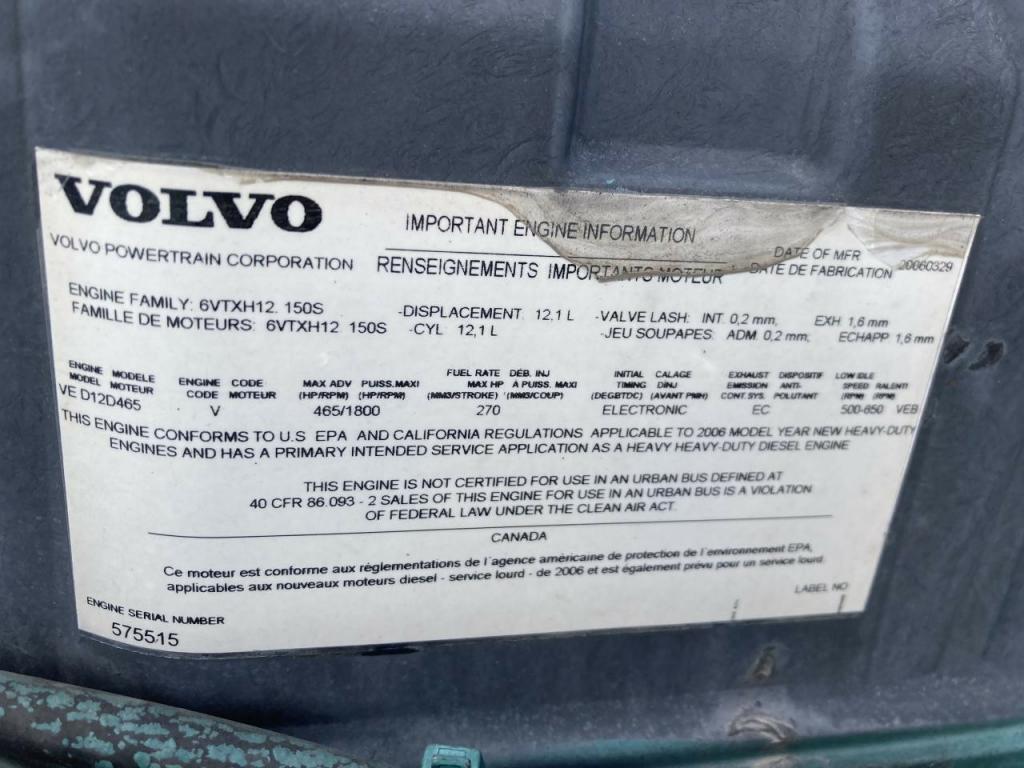 VOLVO
VOLVO POWERTRAIN CORPORATION
IMPORTANT ENGINE INFORMATION
RENSEIGNEMENTS IMPORTANTS MOTEUR
DATE OF MFR
DATE DE FABRICATION 20060329
ENGINE FAMILY: 6VTXH12. 150S -DISPLACEMENT 12,1 L -VALVE LASH: INT. 0,2 mm, EXH 1,6 mm
FAMILLE DE MOTEURS: 6VTXH12 150S -CYL 12,1 L -JEU SOUPAPES: ADM. 0,2 mm, ECHAPP 1,6 mm
ENGINE MODELE
MODEL MOTEUR
VE D12D465
ENGINE CODE
CODE MOTEUR
V
MAX ADV PUISS.MAXI
(HP/RPM) (HP/RPM)
465/1800
FUEL RATE DÉB. INJ
MAX HP À PUISS. MAXI
(MM3/STROKE) (MM3/COUP)
270
INITIAL CALAGE
TIMING DINJ
(DEGBTDC) (AVANT PMH)
ELECTRONIC
EXHAUST DISPOSITIF
EMISSION ANTI-
CONT.SYS. POLUTANT
EC
LOW IDLE
SPEED RALENTI
(RPM) (RPM)
500-650 VEB
THIS ENGINE CONFORMS TO U.S EPA AND CALIFORNIA REGULATIONS APPLICABLE TO 2006 MODEL YEAR NEW HEAVY-DUTY
ENGINES AND HAS A PRIMARY INTENDED SERVICE APPLICATION AS A HEAVY HEAVY-DUTY DIESEL ENGINE
THIS ENGINE IS NOT CERTIFIED FOR USE IN AN URBAN BUS DEFINED AT
40 CFR 86.093 - 2 SALES OF THIS ENGINE FOR USE IN AN URBAN BUS IS A VIOLATION
OF FEDERAL LAW UNDER THE CLEAN AIR ACT.
CANADA
Ce moteur est conforme aux réglementations de l'agence américaine de protection de l'environnement EPA,
applicables aux nouveaux moteurs diesel - service lourd - de 2006 et est également prévu pour un service lourd.
LABEL NO
ENGINE SERIAL NUMBER
575515